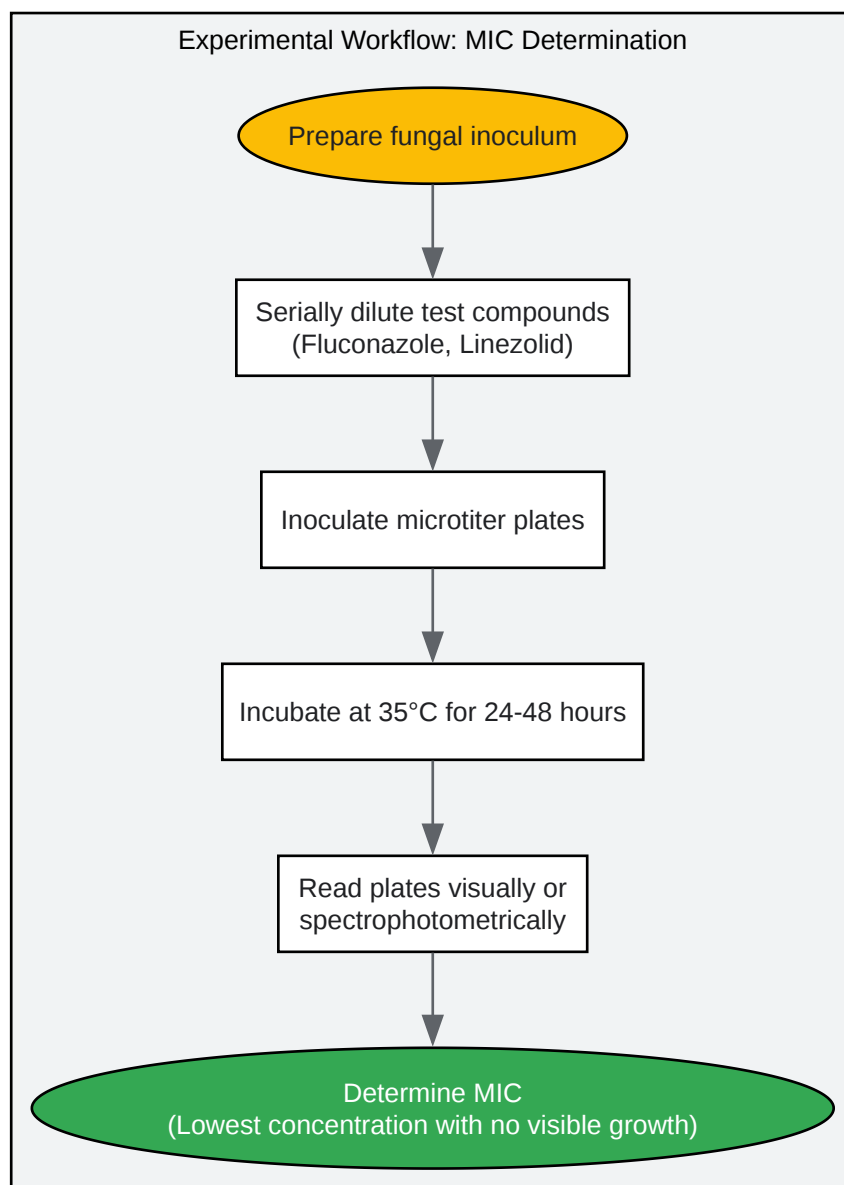 Experimental Workflow: MIC Determination
Prepare fungal inoculum
Serially dilute test compounds
(Fluconazole, Linezolid)
Inoculate microtiter plates
Incubate at 35°C for 24-48 hours
Read plates visually or
spectrophotometrically
Determine MIC
(Lowest concentration with no visible growth)